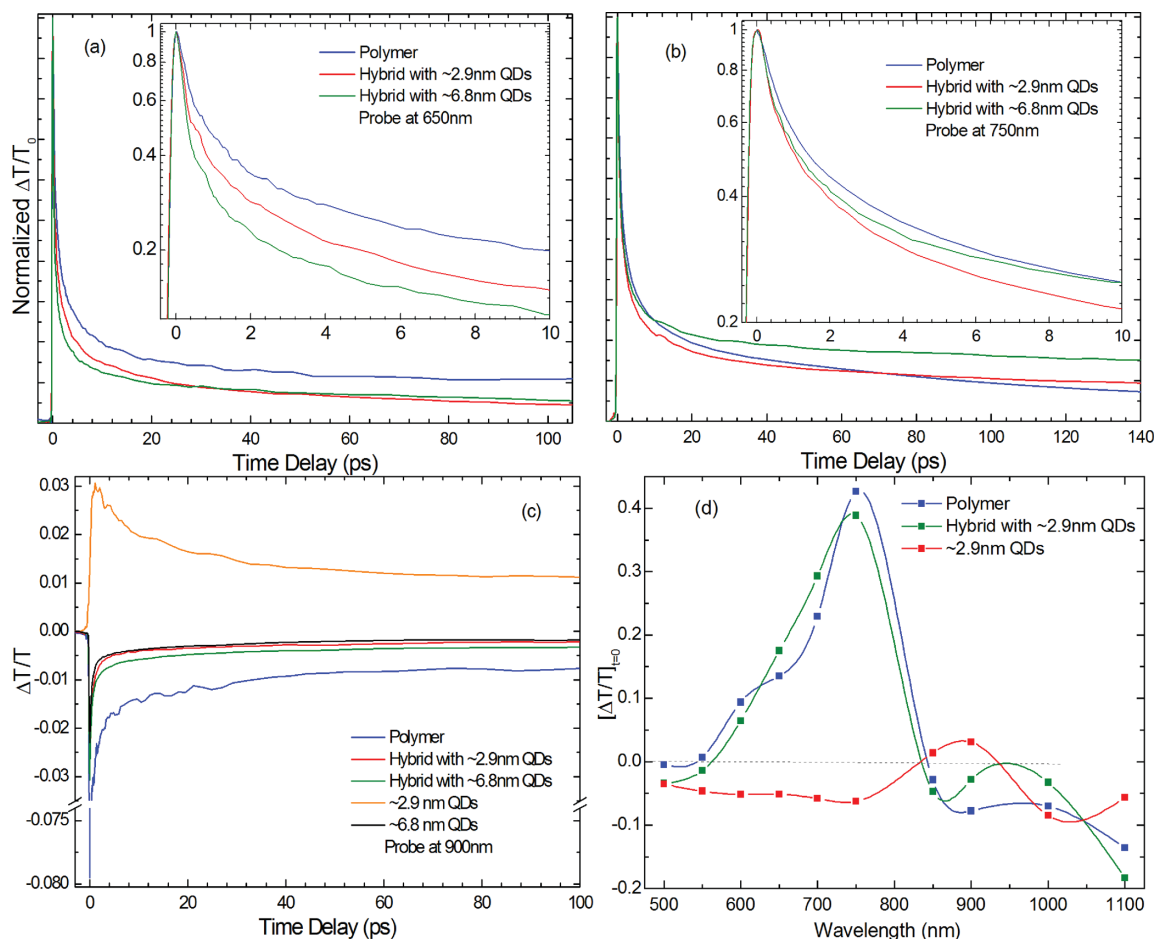 (a)
1
0.8
0.6
0.4
0.2
0 2 4 6 8 10
Polymer
Hybrid with ~2.9nm QDs
Hybrid with ~6.8nm QDs
Probe at 650nm
Normalized ΔT/T0
0 20 40 60 80 100
Time Delay (ps)
(b)
1
0.8
0.6
0.4
0.2
0 2 4 6 8 10
Polymer
Hybrid with ~2.9nm QDs
Hybrid with ~6.8nm QDs
Probe at 750nm
0 20 40 60 80 100 120 140
Time Delay (ps)
(c)
0.03
0.02
0.01
0.00
-0.01
-0.02
-0.03
-0.075
-0.080
ΔT/T
Polymer
Hybrid with ~2.9nm QDs
Hybrid with ~6.8nm QDs
~2.9 nm QDs
~6.8 nm QDs
Probe at 900nm
0 20 40 60 80 100
Time Delay (ps)
(d)
0.4
0.3
0.2
0.1
0.0
-0.1
-0.2
[ΔT/T]t=0
Polymer
Hybrid with ~2.9nm QDs
~2.9nm QDs
500 600 700 800 900 1000 1100
Wavelength (nm)